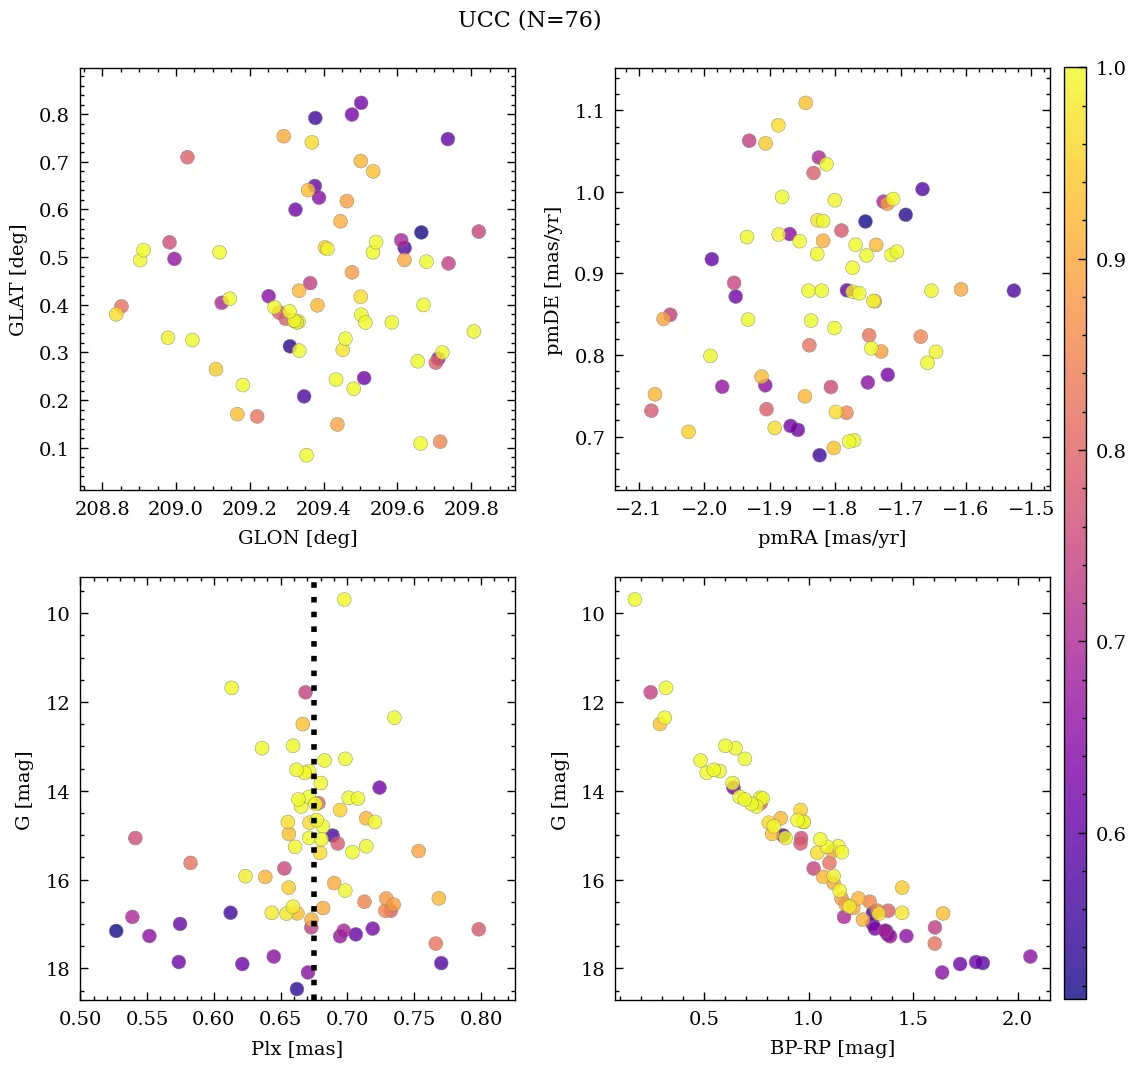 UCC (N=76)
0.8
0.7
0.6
0.5
0.4
0.3
0.2
0.1
GLAT [deg]
208.8 209.0 209.2 209.4 209.6 209.8
GLON [deg]
1.1
1.0
0.9
0.8
0.7
pmDE [mas/yr]
−2.1 −2.0 −1.9 −1.8 −1.7 −1.6 −1.5
pmRA [mas/yr]
10
12
14
16
18
G [mag]
0.50 0.55 0.60 0.65 0.70 0.75 0.80
Plx [mas]
10
12
14
16
18
G [mag]
0.5 1.0 1.5 2.0
BP-RP [mag]
1.0
0.9
0.8
0.7
0.6